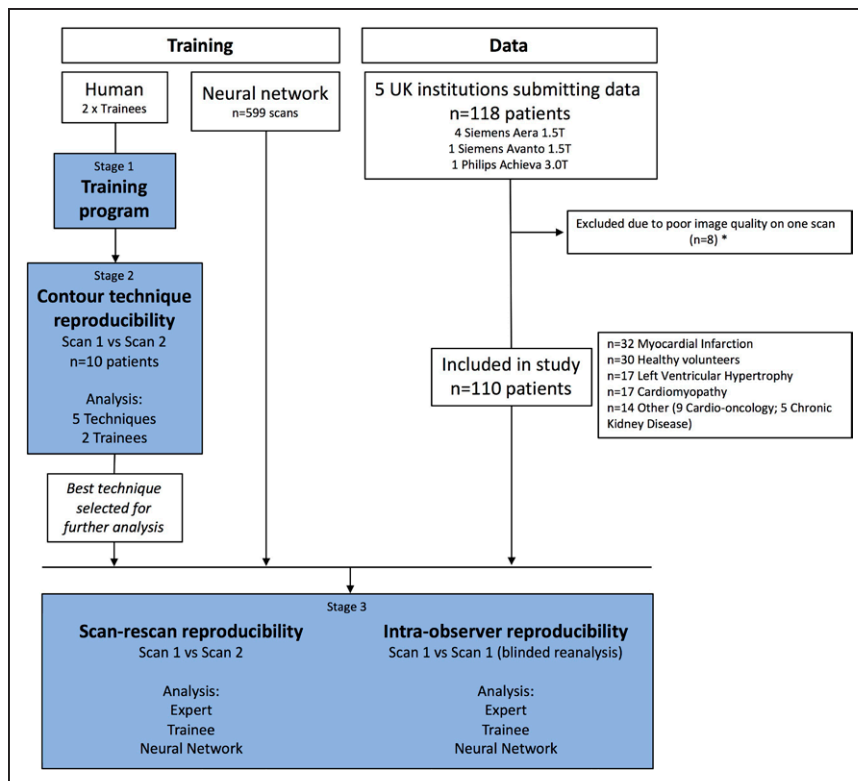 Training
Data
Human
2 x Trainees
Neural network
n=599 scans
5 UK institutions submitting data
n=118 patients
4 Siemens Aera 1.5T
1 Siemens Avanto 1.5T
1 Philips Achieva 3.0T
Stage 1
Training
program
Excluded due to poor image quality on one scan
(n=8) *
Stage 2
Contour technique
reproducibility
Scan 1 vs Scan 2
n=10 patients
Analysis:
5 Techniques
2 Trainees
Included in study
n=110 patients
n=32 Myocardial Infarction
n=30 Healthy volunteers
n=17 Left Ventricular Hypertrophy
n=17 Cardiomyopathy
n=14 Other (9 Cardio-oncology; 5 Chronic
Kidney Disease)
Best technique
selected for
further analysis
Stage 3
Scan-rescan reproducibility
Scan 1 vs Scan 2
Analysis:
Expert
Trainee
Neural Network
Intra-observer reproducibility
Scan 1 vs Scan 1 (blinded reanalysis)
Analysis:
Expert
Trainee
Neural Network